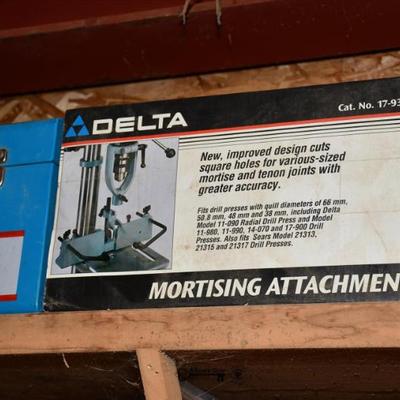 DELTA
Cat. No. 17-93
New, improved design cuts
square holes for various-sized
mortise and tenon joints with
greater accuracy.
Fits drill presses with quill diameters of 66 mm,
50.8 mm, 48 mm and 38 mm, including Delta
Model 11-090 Radial Drill Press and Model
11-980, 11-990, 14-070 and 17-900 Drill
Presses. Also fits Sears Model 21313,
21315 and 21317 Drill Presses.
MORTISING ATTACHMEN